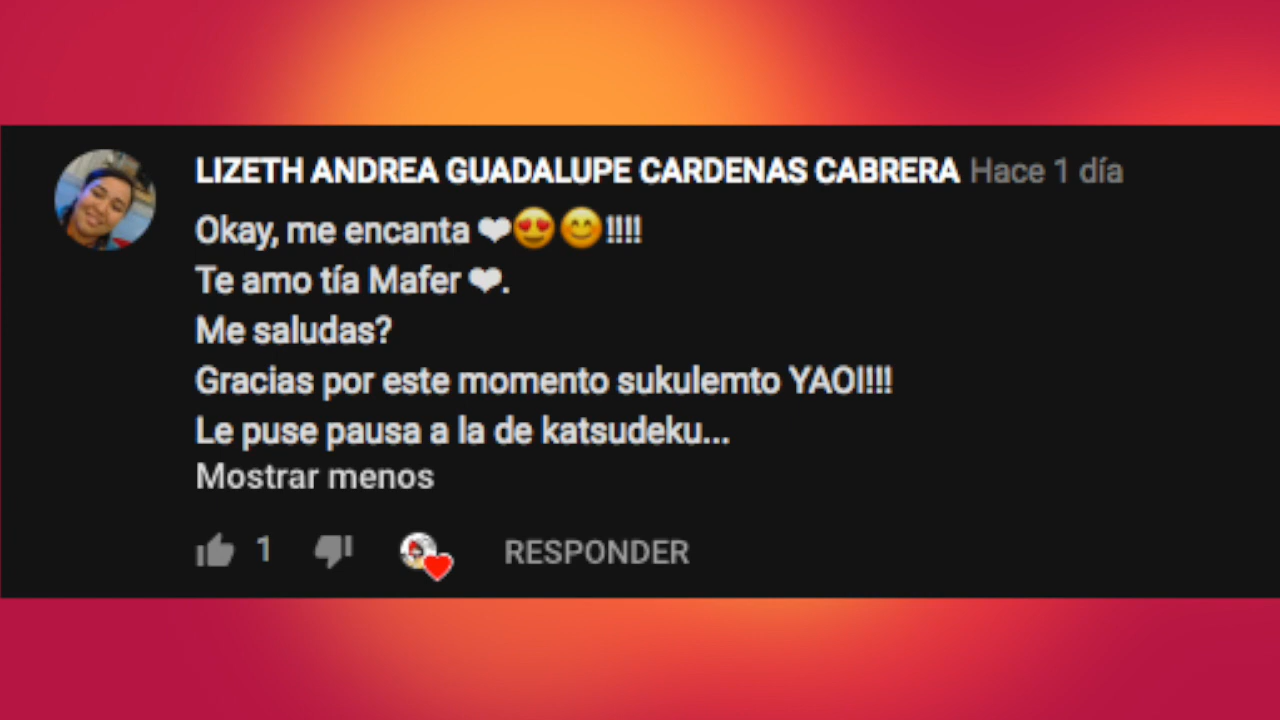 LIZETH ANDREA GUADALUPE CARDENAS CABRERA Hace 1 día
Okay, me encanta ❤😍😊!!!!
Te amo tía Mafer ❤.
Me saludas?
Gracias por este momento sukulemto YAOI!!!
Le puse pausa a la de katsudeku...
Mostrar menos
1 RESPONDER